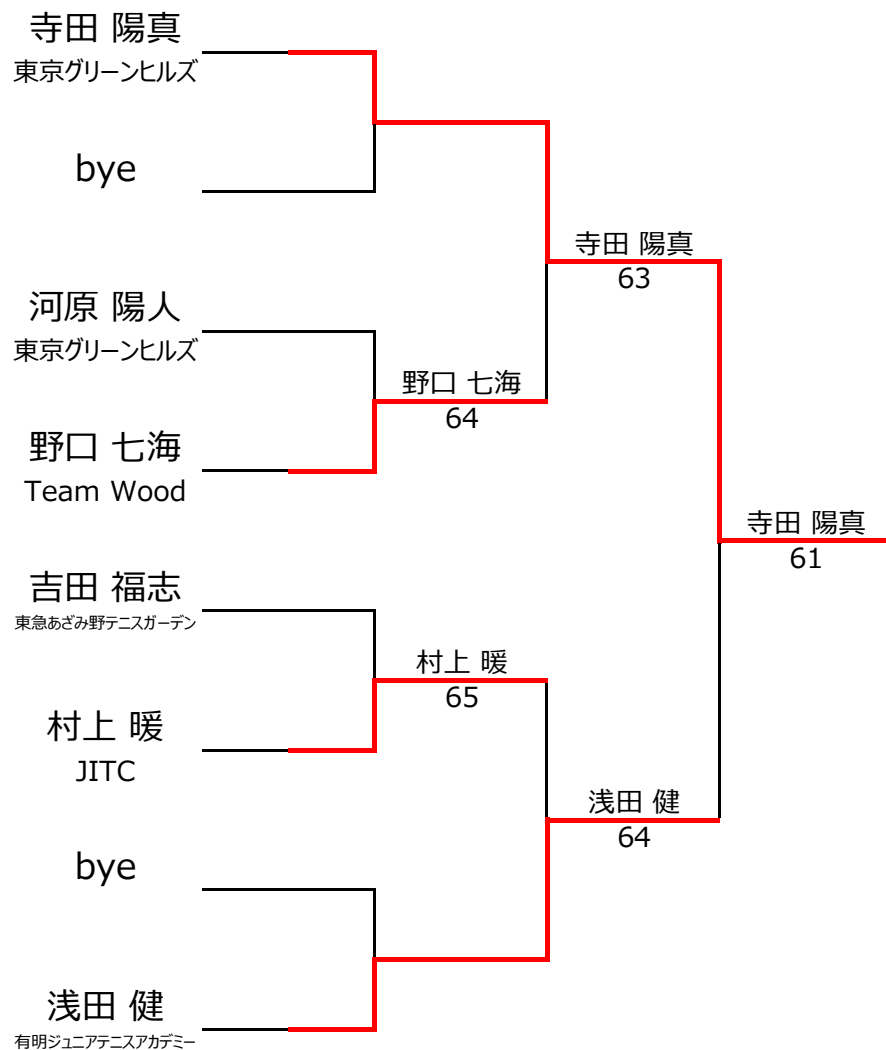 寺田 陽真
東京グリーンヒルズ
bye
河原 陽人
東京グリーンヒルズ
野口 七海
Team Wood
吉田 福志
東急あざみ野テニスガーデン
村上 暖
JITC
bye
浅田 健
有明ジュニアテニスアカデミー
野口 七海
64
村上 暖
65
寺田 陽真
63
浅田 健
64
寺田 陽真
61